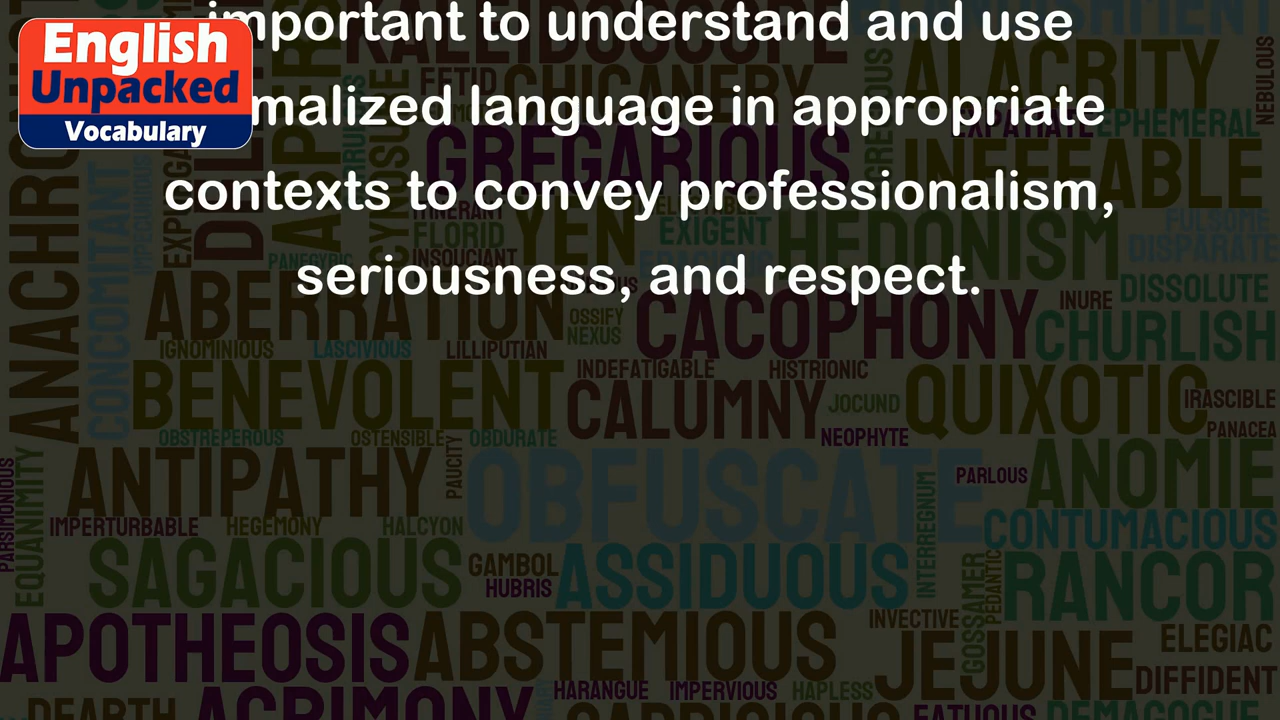 important to understand and use
malized language in appropriate
contexts to convey professionalism,
seriousness, and respect.
English
Unpacked
Vocabulary
KALEIDOSCOPE
ALACRITY
NEBULOUS
FETID
CHICANERY
GREGARIOUS
EXPATIATE
EPHEMERAL
INEFFABLE
ITINERANT
YEN
FLORID
EXIGENT
HEDONISM
FULSOME
DISPARATE
PANEGYRIC
INSOUCIANT
CONCOMITANT
ABERRATION
OSSIFY
NEXUS
CACOPHONY
INURE
DISSOLUTE
CHURLISH
IGNOMINIOUS
LASCIVIOUS
LILLIPUTIAN
BENEVOLENT
INDEFATIGABLE
HISTRIONIC
CALUMNY
JOCUND
QUIXOTIC
IRASCIBLE
PANACEA
OBSTREPEROUS
OSTENSIBLE
OBDURATE
NEOPHYTE
ANTIPATHY
PAUCITY
OBFUSCATE
PARLOUS
ANOMIE
PARSIMONIOUS
EQUANIMITY
IMPERTURBABLE
HEGEMONY
HALCYON
INTERREGNUM
CONTUMACIOUS
SAGACIOUS
GAMBOL
HUBRIS
ASSIDUOUS
GOSSAMER
PEDANTIC
RANCOR
APOTHEOSIS
ABSTEMIOUS
INVECTIVE
JEJUNE
ELEGIAC
DIFFIDENT
DEARTH
ACRIMONY
HARANGUE
IMPERVIOUS
HAPLESS
FATUOUS
DEMAGOGUE